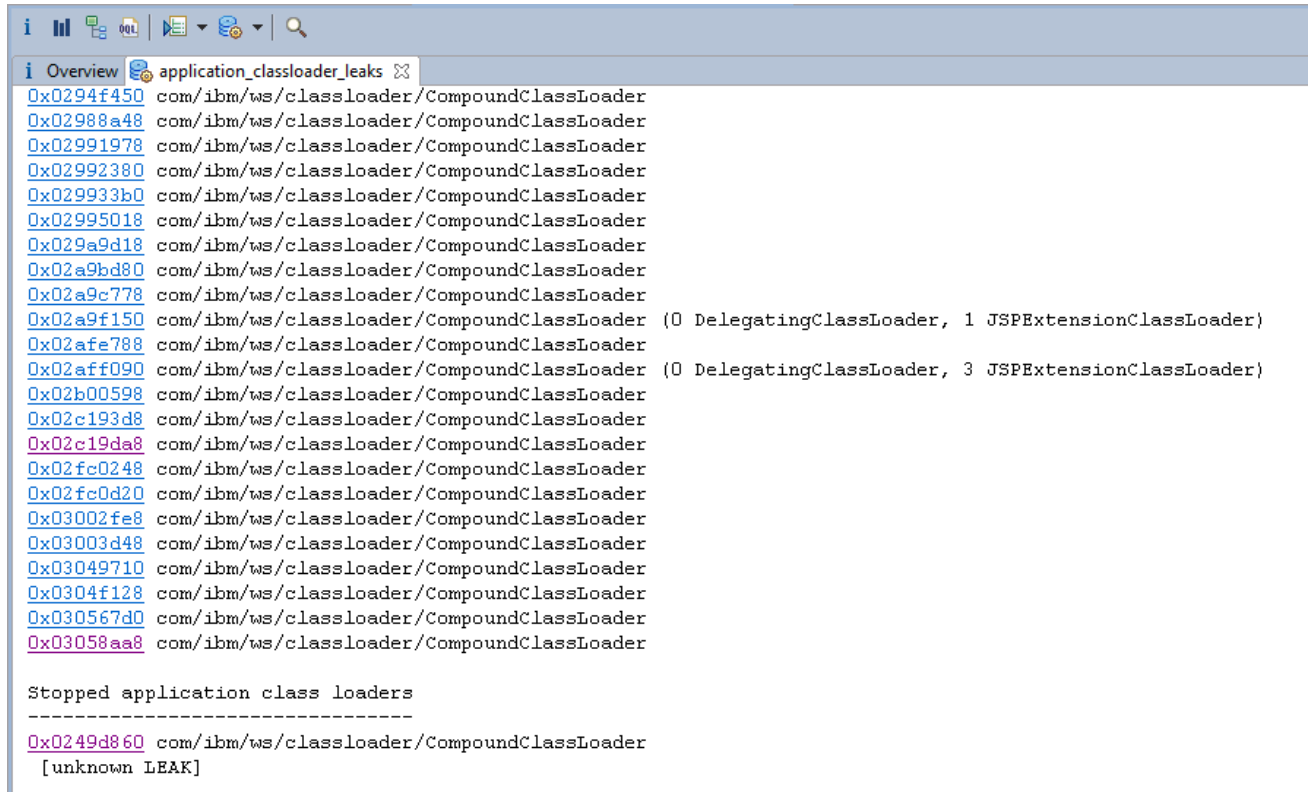 i OQL
i Overview application_classloader_leaks
0x0294f450 com/ibm/ws/classloader/CompoundClassLoader
0x02988a48 com/ibm/ws/classloader/CompoundClassLoader
0x02991978 com/ibm/ws/classloader/CompoundClassLoader
0x02992380 com/ibm/ws/classloader/CompoundClassLoader
0x029933b0 com/ibm/ws/classloader/CompoundClassLoader
0x02995018 com/ibm/ws/classloader/CompoundClassLoader
0x029a9d18 com/ibm/ws/classloader/CompoundClassLoader
0x02a9bd80 com/ibm/ws/classloader/CompoundClassLoader
0x02a9c778 com/ibm/ws/classloader/CompoundClassLoader
0x02a9f150 com/ibm/ws/classloader/CompoundClassLoader (0 DelegatingClassLoader, 1 JSPExtensionClassLoader)
0x02afe788 com/ibm/ws/classloader/CompoundClassLoader
0x02aff090 com/ibm/ws/classloader/CompoundClassLoader (0 DelegatingClassLoader, 3 JSPExtensionClassLoader)
0x02b00598 com/ibm/ws/classloader/CompoundClassLoader
0x02c193d8 com/ibm/ws/classloader/CompoundClassLoader
0x02c19da8 com/ibm/ws/classloader/CompoundClassLoader
0x02fc0248 com/ibm/ws/classloader/CompoundClassLoader
0x02fc0d20 com/ibm/ws/classloader/CompoundClassLoader
0x03002fe8 com/ibm/ws/classloader/CompoundClassLoader
0x03003d48 com/ibm/ws/classloader/CompoundClassLoader
0x03049710 com/ibm/ws/classloader/CompoundClassLoader
0x0304f128 com/ibm/ws/classloader/CompoundClassLoader
0x030567d0 com/ibm/ws/classloader/CompoundClassLoader
0x03058aa8 com/ibm/ws/classloader/CompoundClassLoader
Stopped application class loaders
---------------------------------
0x0249d860 com/ibm/ws/classloader/CompoundClassLoader
[unknown LEAK]